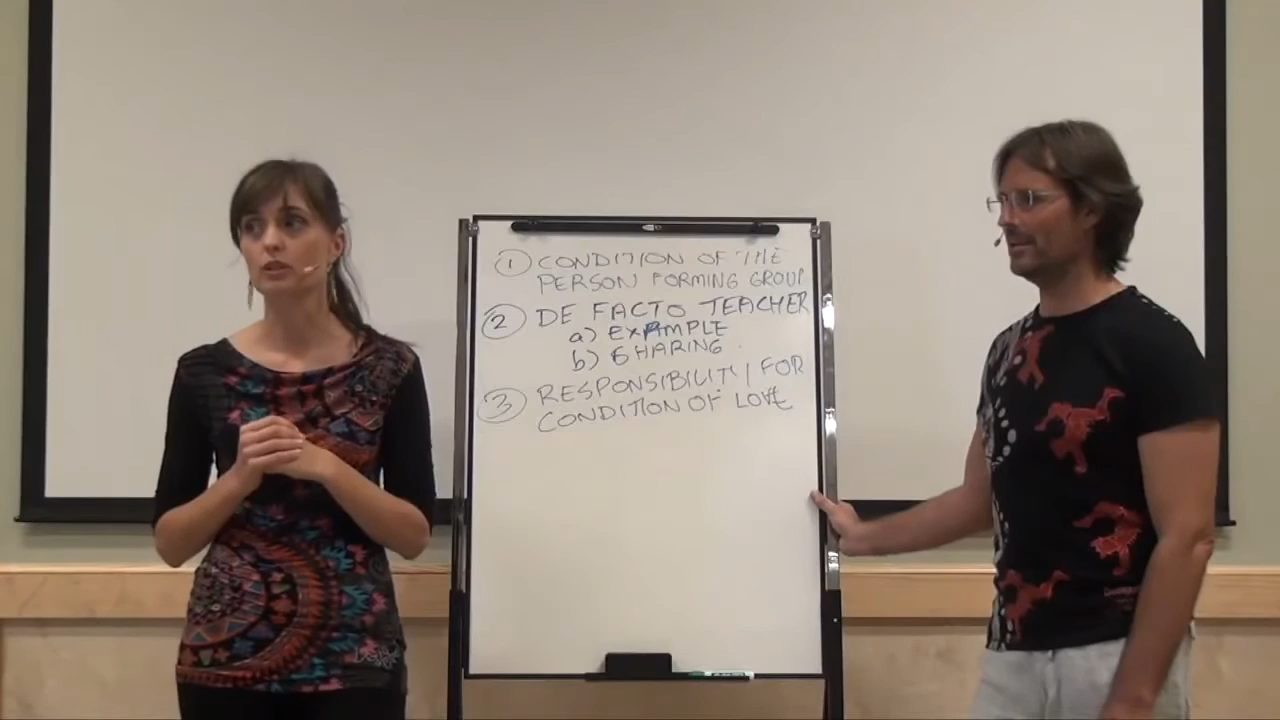 ① CONDITION OF THE
PERSON FORMING GROUP
② DE FACTO TEACHER
a) EXAMPLE
b) SHARING
③ RESPONSIBILITY FOR
CONDITION OF LOVE
Desigual